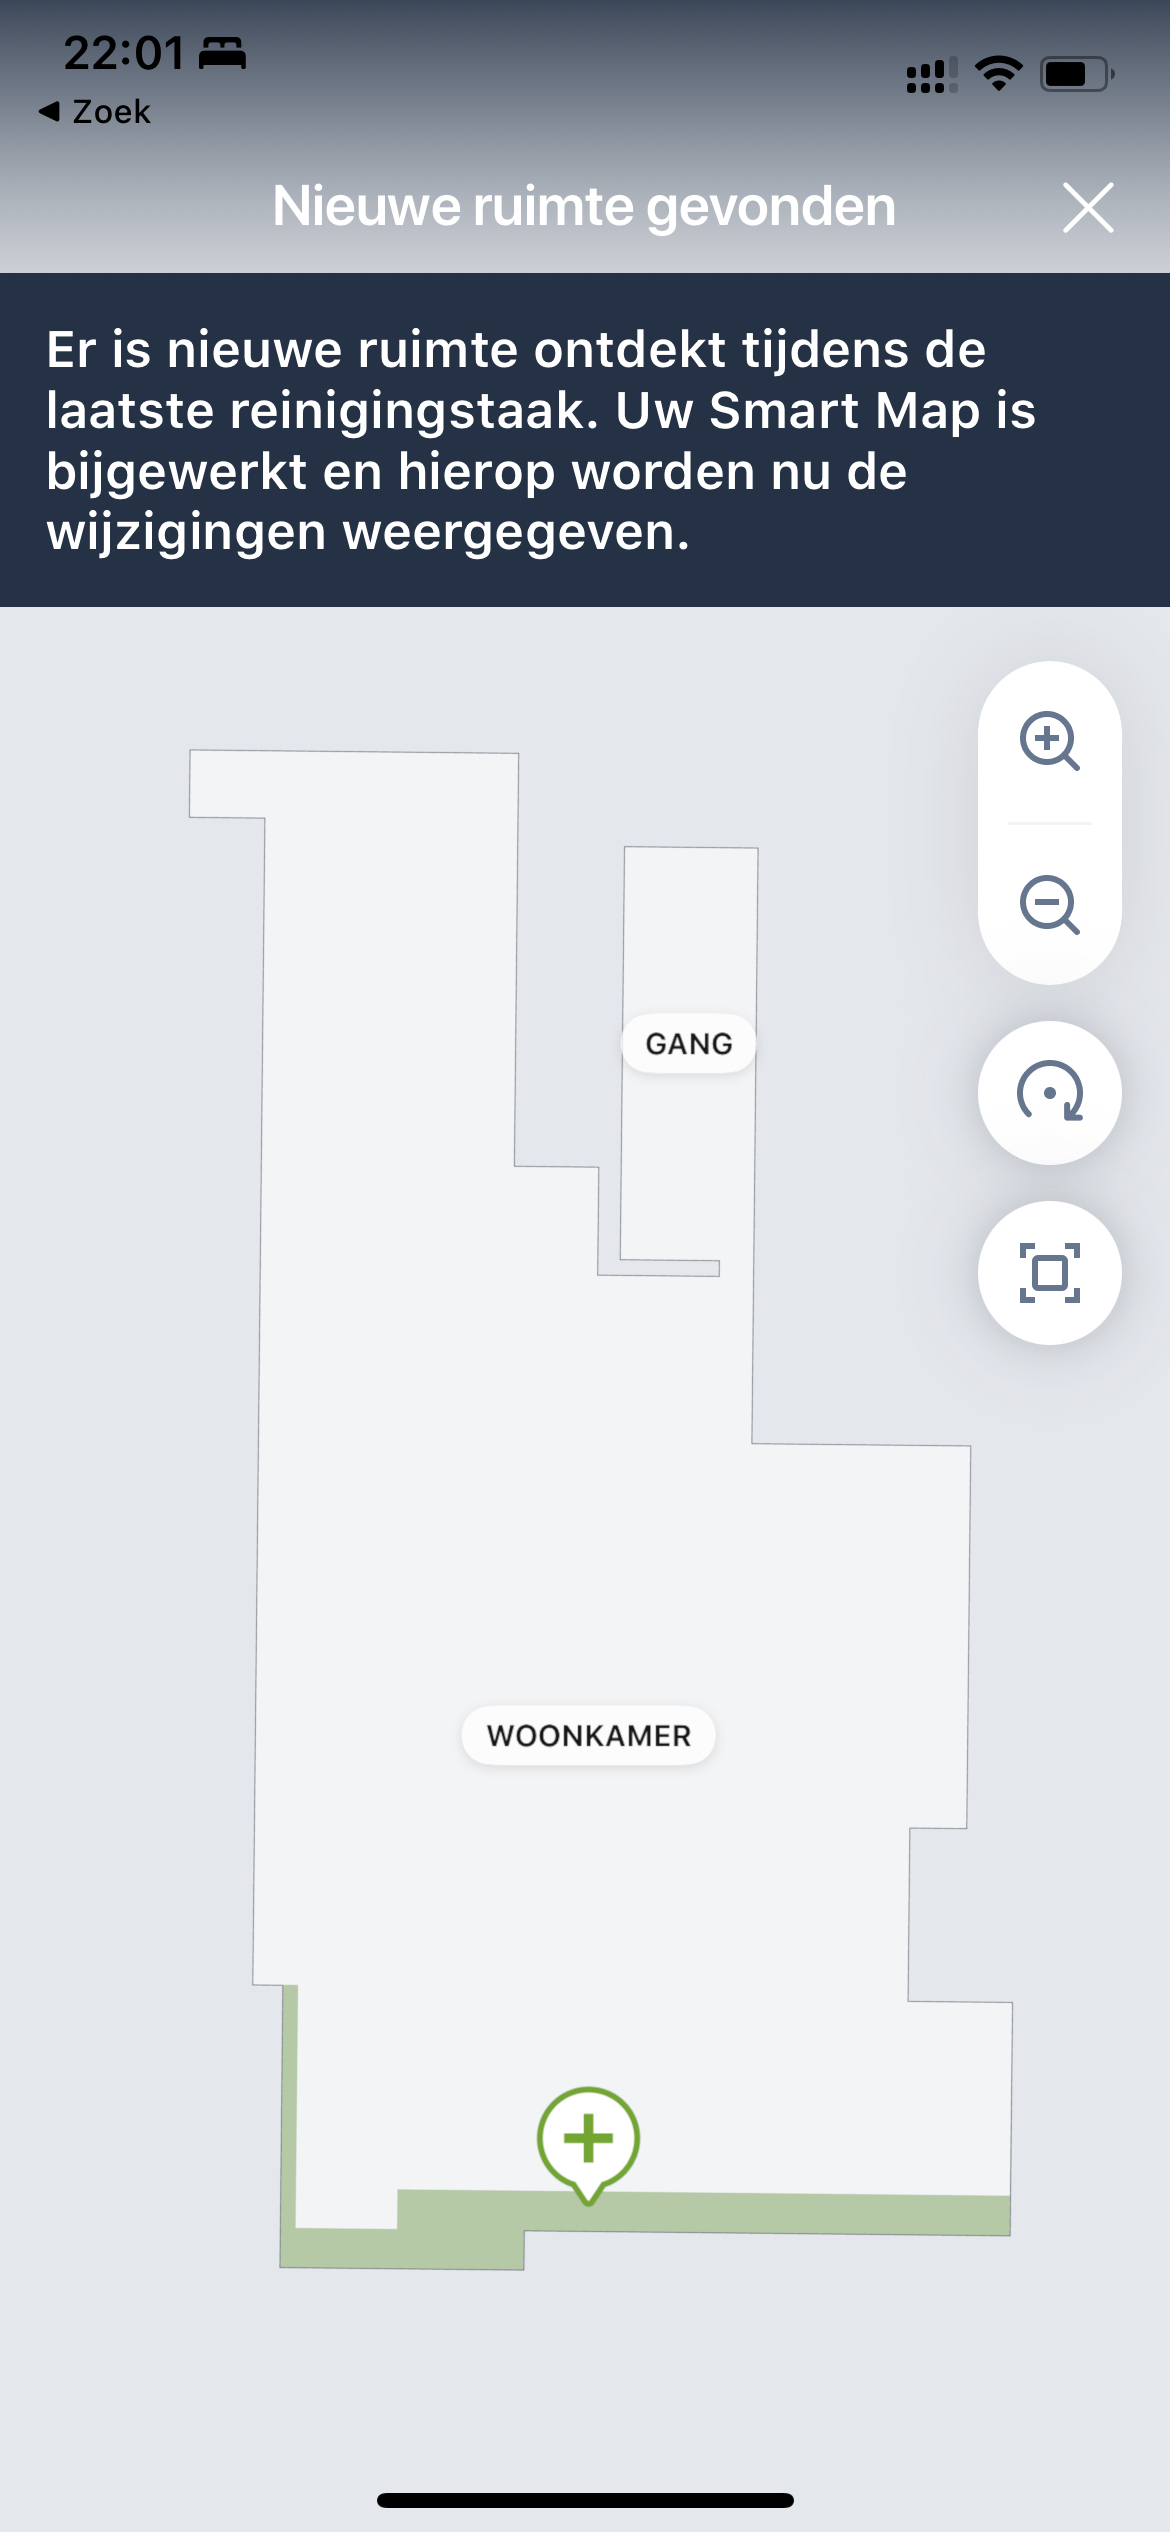 22:01
Zoek
Nieuwe ruimte gevonden
Er is nieuwe ruimte ontdekt tijdens de
laatste reinigingstaak. Uw Smart Map is
bijgewerkt en hierop worden nu de
wijzigingen weergegeven.
GANG
WOONKAMER